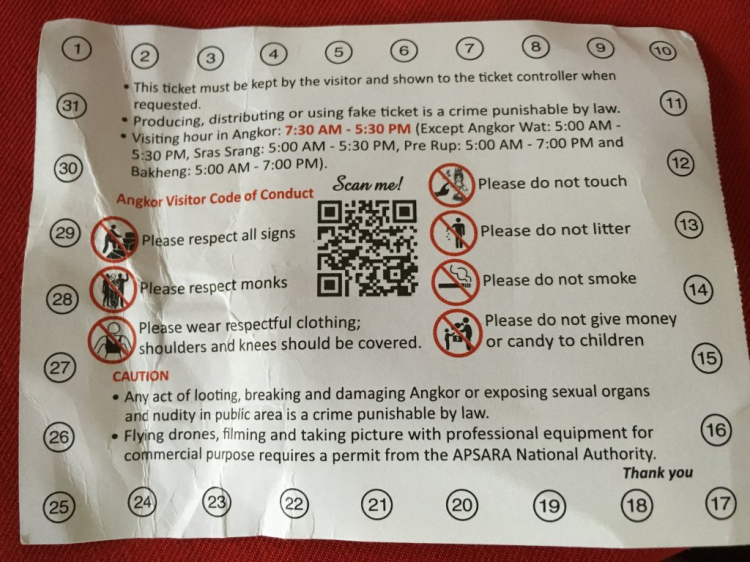 1 2 3 4 5 6 7 8 9 10
• This ticket must be kept by the visitor and shown to the ticket controller when
requested.
• Producing, distributing or using fake ticket is a crime punishable by law.
• Visiting hour in Angkor: 7:30 AM - 5:30 PM (Except Angkor Wat: 5:00 AM -
5:30 PM, Sras Srang: 5:00 AM - 5:30 PM, Pre Rup: 5:00 AM - 7:00 PM and
Bakheng: 5:00 AM - 7:00 PM).
Angkor Visitor Code of Conduct
Please respect all signs
Please respect monks
Please wear respectful clothing;
shoulders and knees should be covered.
Scan me!
Please do not touch
Please do not litter
Please do not smoke
Please do not give money
or candy to children
CAUTION
• Any act of looting, breaking and damaging Angkor or exposing sexual organs
and nudity in public area is a crime punishable by law.
• Flying drones, filming and taking picture with professional equipment for
commercial purpose requires a permit from the APSARA National Authority.
Thank you
11
12
13
14
15
16
17
18
19
20
21
22
23
24
25
26
27
28
29
30
31